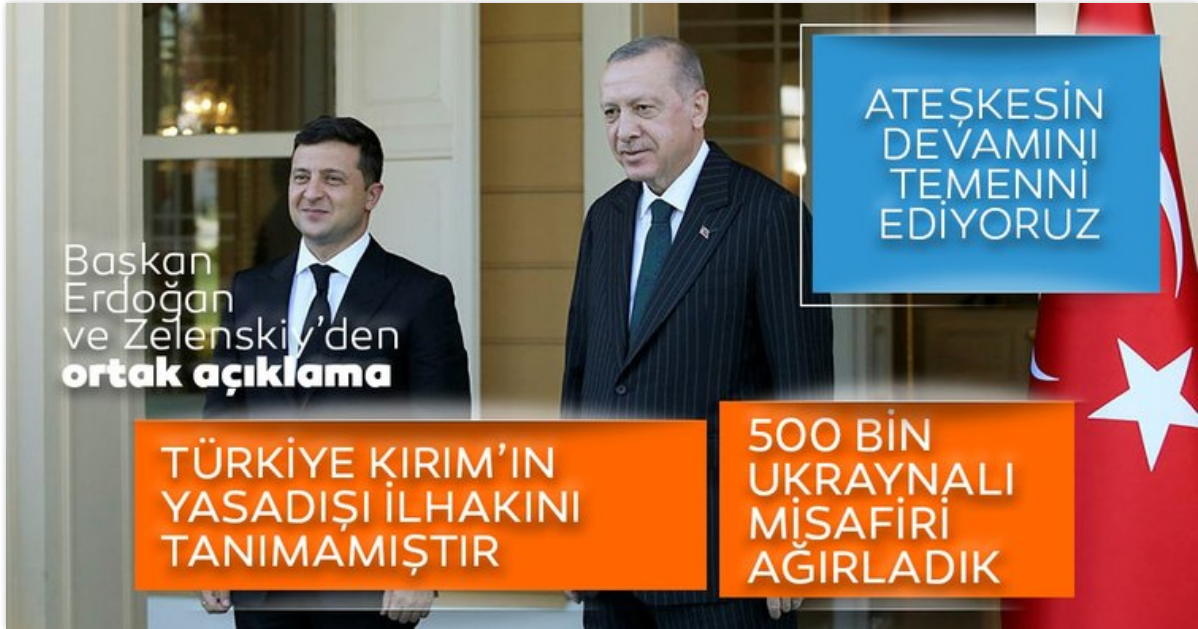 Başkan
Erdoğan
ve Zelenskiy'den
ortak açıklama
ATEŞKESİN
DEVAMINI
TEMENNİ
EDİYORUZ
TÜRKİYE KIRIM'IN
YASADIŞI İLHAKINI
TANIMAMIŞTIR
500 BİN
UKRAYNALI
MİSAFİRİ
AĞIRLADIK